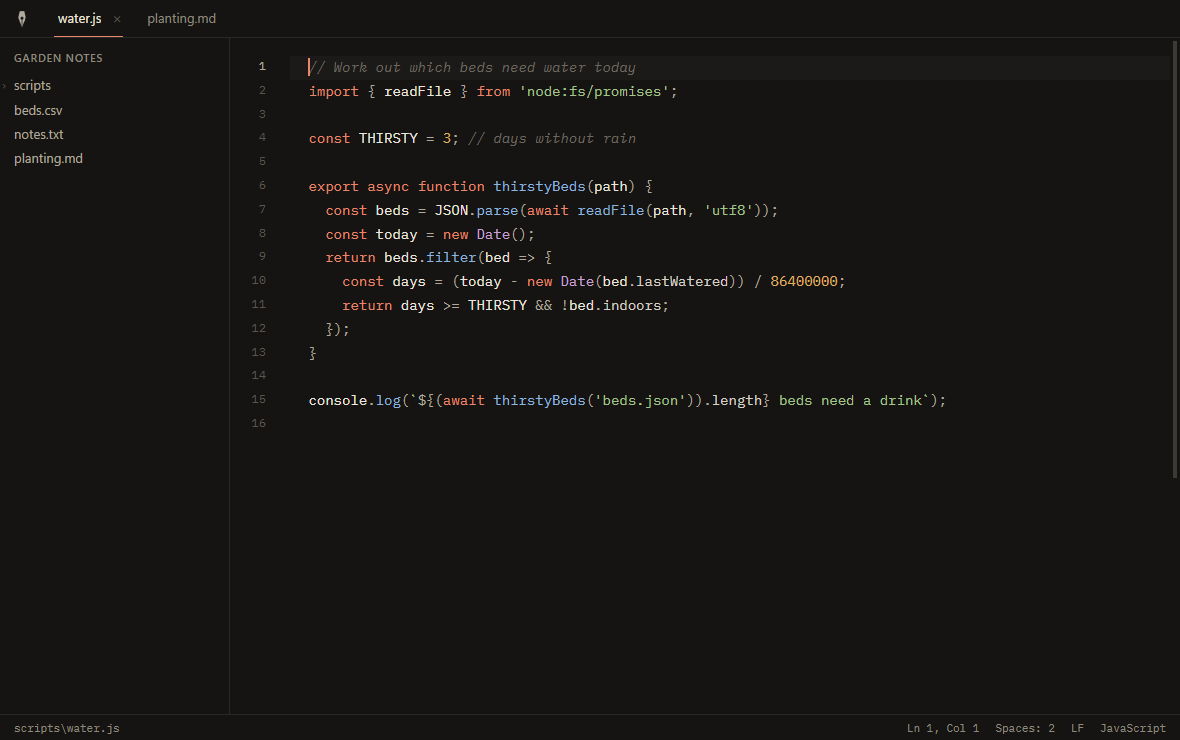 water.js ×
planting.md
GARDEN NOTES
› scripts
beds.csv
notes.txt
planting.md
1 // Work out which beds need water today
2 import { readFile } from 'node:fs/promises';
3
4 const THIRSTY = 3; // days without rain
5
6 export async function thirstyBeds(path) {
7   const beds = JSON.parse(await readFile(path, 'utf8'));
8   const today = new Date();
9   return beds.filter(bed => {
10     const days = (today - new Date(bed.lastWatered)) / 86400000;
11     return days >= THIRSTY && !bed.indoors;
12   });
13 }
14
15 console.log(`${(await thirstyBeds('beds.json')).length} beds need a drink`);
16
scripts\water.js
Ln 1, Col 1 Spaces: 2 LF JavaScript